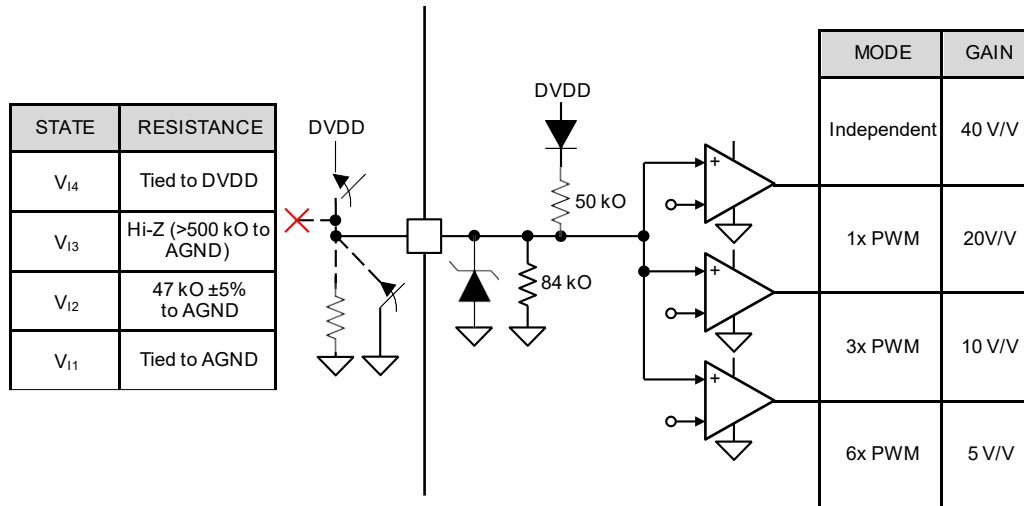 STATE RESISTANCE
VI4 Tied to DVDD
VI3 Hi-Z (>500 kO to
AGND)
VI2 47 kO ±5%
to AGND
VI1 Tied to AGND
DVDD
DVDD
50 kO
84 kO
+
+
+
MODE GAIN
Independent 40 V/V
1x PWM 20V/V
3x PWM 10 V/V
6x PWM 5 V/V